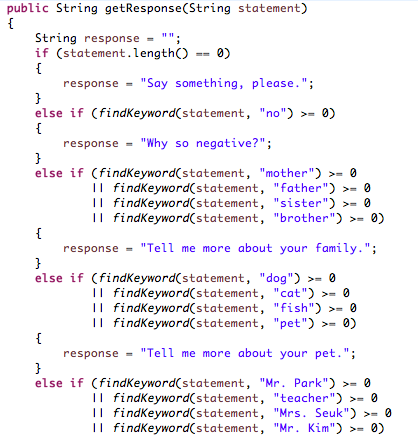 public String getResponse(String statement)
{
    String response = "";
    if (statement.length() == 0)
    {
        response = "Say something, please.";
    }
    else if (findKeyword(statement, "no") >= 0)
    {
        response = "Why so negative?";
    }
    else if (findKeyword(statement, "mother") >= 0
            || findKeyword(statement, "father") >= 0
            || findKeyword(statement, "sister") >= 0
            || findKeyword(statement, "brother") >= 0)
    {
        response = "Tell me more about your family.";
    }
    else if (findKeyword(statement, "dog") >= 0
            || findKeyword(statement, "cat") >= 0
            || findKeyword(statement, "fish") >= 0
            || findKeyword(statement, "pet") >= 0)
    {
        response = "Tell me more about your pet.";
    }
    else if (findKeyword(statement, "Mr. Park") >= 0
            || findKeyword(statement, "teacher") >= 0
            || findKeyword(statement, "Mrs. Seuk") >= 0
            || findKeyword(statement, "Mr. Kim") >= 0)